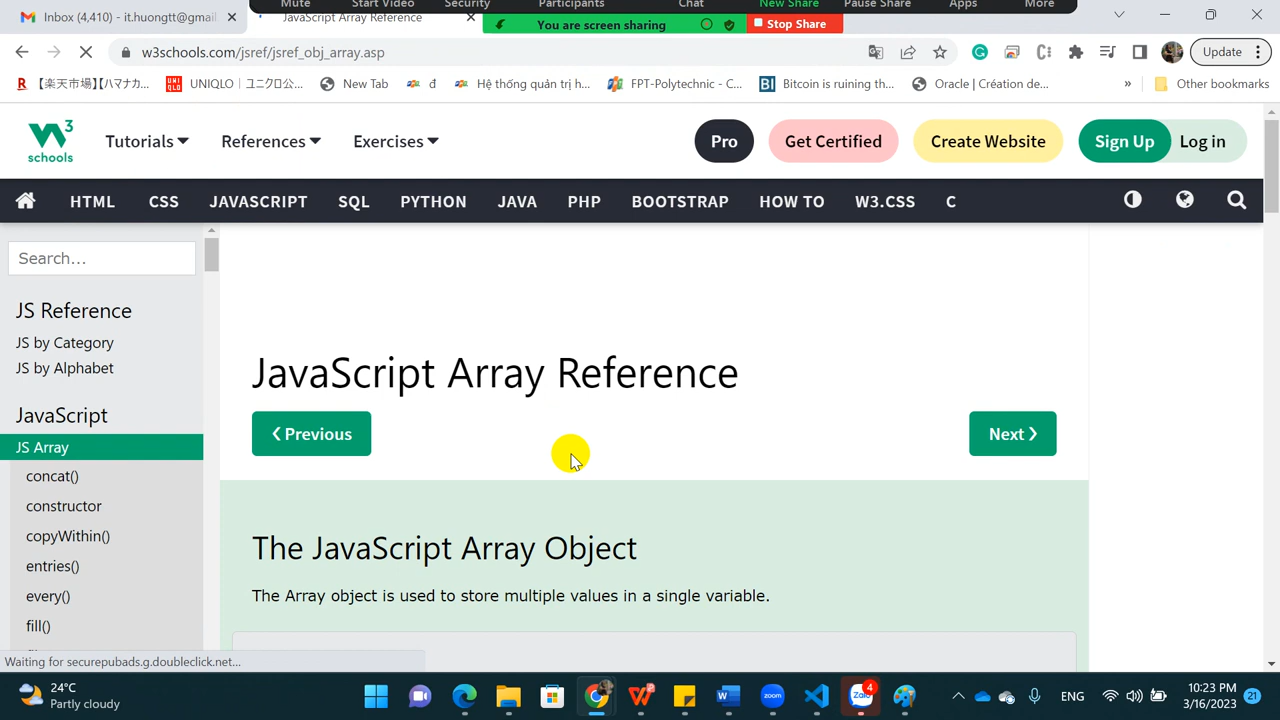 Mute Start Video Security Participants Chat New Share Pause Share Apps More
Inbox (4,410) - it.huongtt@gmail
JavaScript Array Reference
You are screen sharing
Stop Share
w3schools.com/jsref/jsref_obj_array.asp
Update
【楽天市場】【ハマナカ...
UNIQLO | ユニクロ公...
New Tab
đ
Hệ thống quản trị h...
FPT-Polytechnic - C...
BI
Bitcoin is ruining th...
Oracle | Création de...
»
Other bookmarks
W3 schools
Tutorials
References
Exercises
Pro
Get Certified
Create Website
Sign Up
Log in
HTML CSS JAVASCRIPT SQL PYTHON JAVA PHP BOOTSTRAP HOW TO W3.CSS C
Search...
JS Reference
JS by Category
JS by Alphabet
JavaScript
JS Array
concat()
constructor
copyWithin()
entries()
every()
fill()
JavaScript Array Reference
❮ Previous
Next ❯
The JavaScript Array Object
The Array object is used to store multiple values in a single variable.
Waiting for securepubads.g.doubleclick.net...
24°C
Partly cloudy
Zalo
4
zoom
ENG
10:23 PM
3/16/2023
21